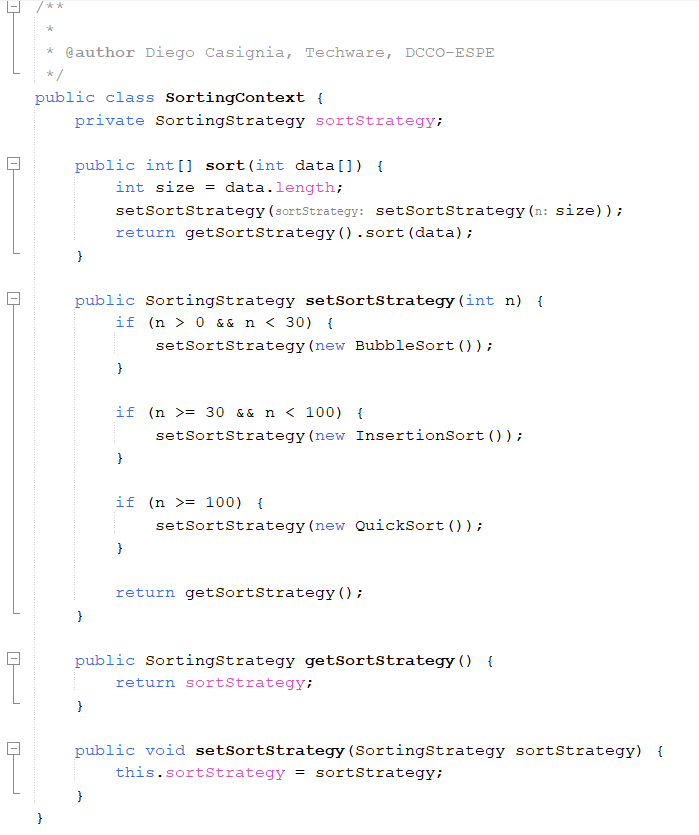 /**
 *
 * @author Diego Casignia, Techware, DCCO-ESPE
 */
public class SortingContext {
    private SortingStrategy sortStrategy;

    public int[] sort(int data[]) {
        int size = data.length;
        setSortStrategy(sortStrategy: setSortStrategy(n: size));
        return getSortStrategy().sort(data);
    }

    public SortingStrategy setSortStrategy(int n) {
        if (n > 0 && n < 30) {
            setSortStrategy(new BubbleSort());
        }

        if (n >= 30 && n < 100) {
            setSortStrategy(new InsertionSort());
        }

        if (n >= 100) {
            setSortStrategy(new QuickSort());
        }

        return getSortStrategy();
    }

    public SortingStrategy getSortStrategy() {
        return sortStrategy;
    }

    public void setSortStrategy(SortingStrategy sortStrategy) {
        this.sortStrategy = sortStrategy;
    }
}